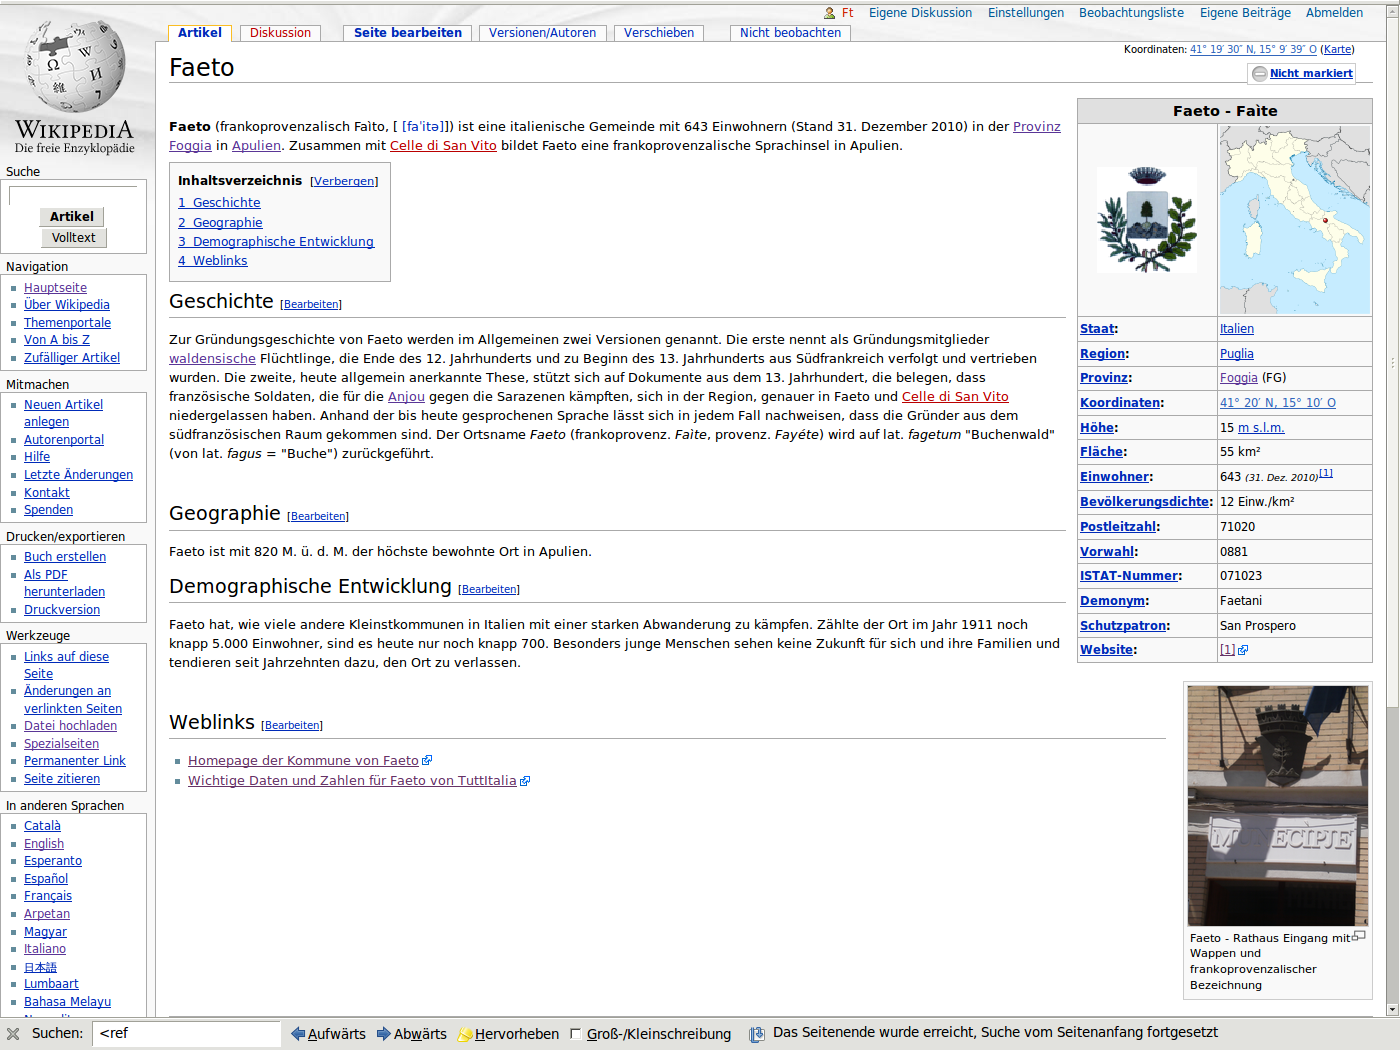 Ft Eigene Diskussion Einstellungen Beobachtungsliste Eigene Beiträge Abmelden
Artikel Diskussion Seite bearbeiten Versionen/Autoren Verschieben Nicht beobachten
Koordinaten: 41° 19′ 30″ N, 15° 9′ 39″ O (Karte)
Nicht markiert
WIKIPEDIA
Die freie Enzyklopädie
Suche
Artikel
Volltext
Navigation
Hauptseite
Über Wikipedia
Themenportale
Von A bis Z
Zufälliger Artikel
Mitmachen
Neuen Artikel
anlegen
Autorenportal
Hilfe
Letzte Änderungen
Kontakt
Spenden
Drucken/exportieren
Buch erstellen
Als PDF
herunterladen
Druckversion
Werkzeuge
Links auf diese
Seite
Änderungen an
verlinkten Seiten
Datei hochladen
Spezialseiten
Permanenter Link
Seite zitieren
In anderen Sprachen
Català
English
Esperanto
Español
Français
Arpetan
Magyar
Italiano
日本語
Lumbaart
Bahasa Melayu
Faeto
Faeto (frankoprovenzalisch Faìto, [ [fa'itə]]) ist eine italienische Gemeinde mit 643 Einwohnern (Stand 31. Dezember 2010) in der Provinz
Foggia in Apulien. Zusammen mit Celle di San Vito bildet Faeto eine frankoprovenzalische Sprachinsel in Apulien.
Inhaltsverzeichnis [Verbergen]
1 Geschichte
2 Geographie
3 Demographische Entwicklung
4 Weblinks
Geschichte [Bearbeiten]
Zur Gründungsgeschichte von Faeto werden im Allgemeinen zwei Versionen genannt. Die erste nennt als Gründungsmitglieder
waldensische Flüchtlinge, die Ende des 12. Jahrhunderts und zu Beginn des 13. Jahrhunderts aus Südfrankreich verfolgt und vertrieben
wurden. Die zweite, heute allgemein anerkannte These, stützt sich auf Dokumente aus dem 13. Jahrhundert, die belegen, dass
französische Soldaten, die für die Anjou gegen die Sarazenen kämpften, sich in der Region, genauer in Faeto und Celle di San Vito
niedergelassen haben. Anhand der bis heute gesprochenen Sprache lässt sich in jedem Fall nachweisen, dass die Gründer aus dem
südfranzösischen Raum gekommen sind. Der Ortsname Faeto (frankoprovenz. Faìte, provenz. Fayéte) wird auf lat. fagetum "Buchenwald"
(von lat. fagus = "Buche") zurückgeführt.
Geographie [Bearbeiten]
Faeto ist mit 820 M. ü. d. M. der höchste bewohnte Ort in Apulien.
Demographische Entwicklung [Bearbeiten]
Faeto hat, wie viele andere Kleinstkommunen in Italien mit einer starken Abwanderung zu kämpfen. Zählte der Ort im Jahr 1911 noch
knapp 5.000 Einwohner, sind es heute nur noch knapp 700. Besonders junge Menschen sehen keine Zukunft für sich und ihre Familien und
tendieren seit Jahrzehnten dazu, den Ort zu verlassen.
Weblinks [Bearbeiten]
Homepage der Kommune von Faeto
Wichtige Daten und Zahlen für Faeto von TuttItalia
Faeto - Faìte
Staat: Italien
Region: Puglia
Provinz: Foggia (FG)
Koordinaten: 41° 20′ N, 15° 10′ O
Höhe: 15 m s.l.m.
Fläche: 55 km²
Einwohner: 643 (31. Dez. 2010)[1]
Bevölkerungsdichte: 12 Einw./km²
Postleitzahl: 71020
Vorwahl: 0881
ISTAT-Nummer: 071023
Demonym: Faetani
Schutzpatron: San Prospero
Website: [1]
MUNECIPJE
Faeto - Rathaus Eingang mit
Wappen und
frankoprovenzalischer
Bezeichnung
Suchen: <ref Aufwärts Abwärts Hervorheben Groß-/Kleinschreibung Das Seitenende wurde erreicht, Suche vom Seitenanfang fortgesetzt